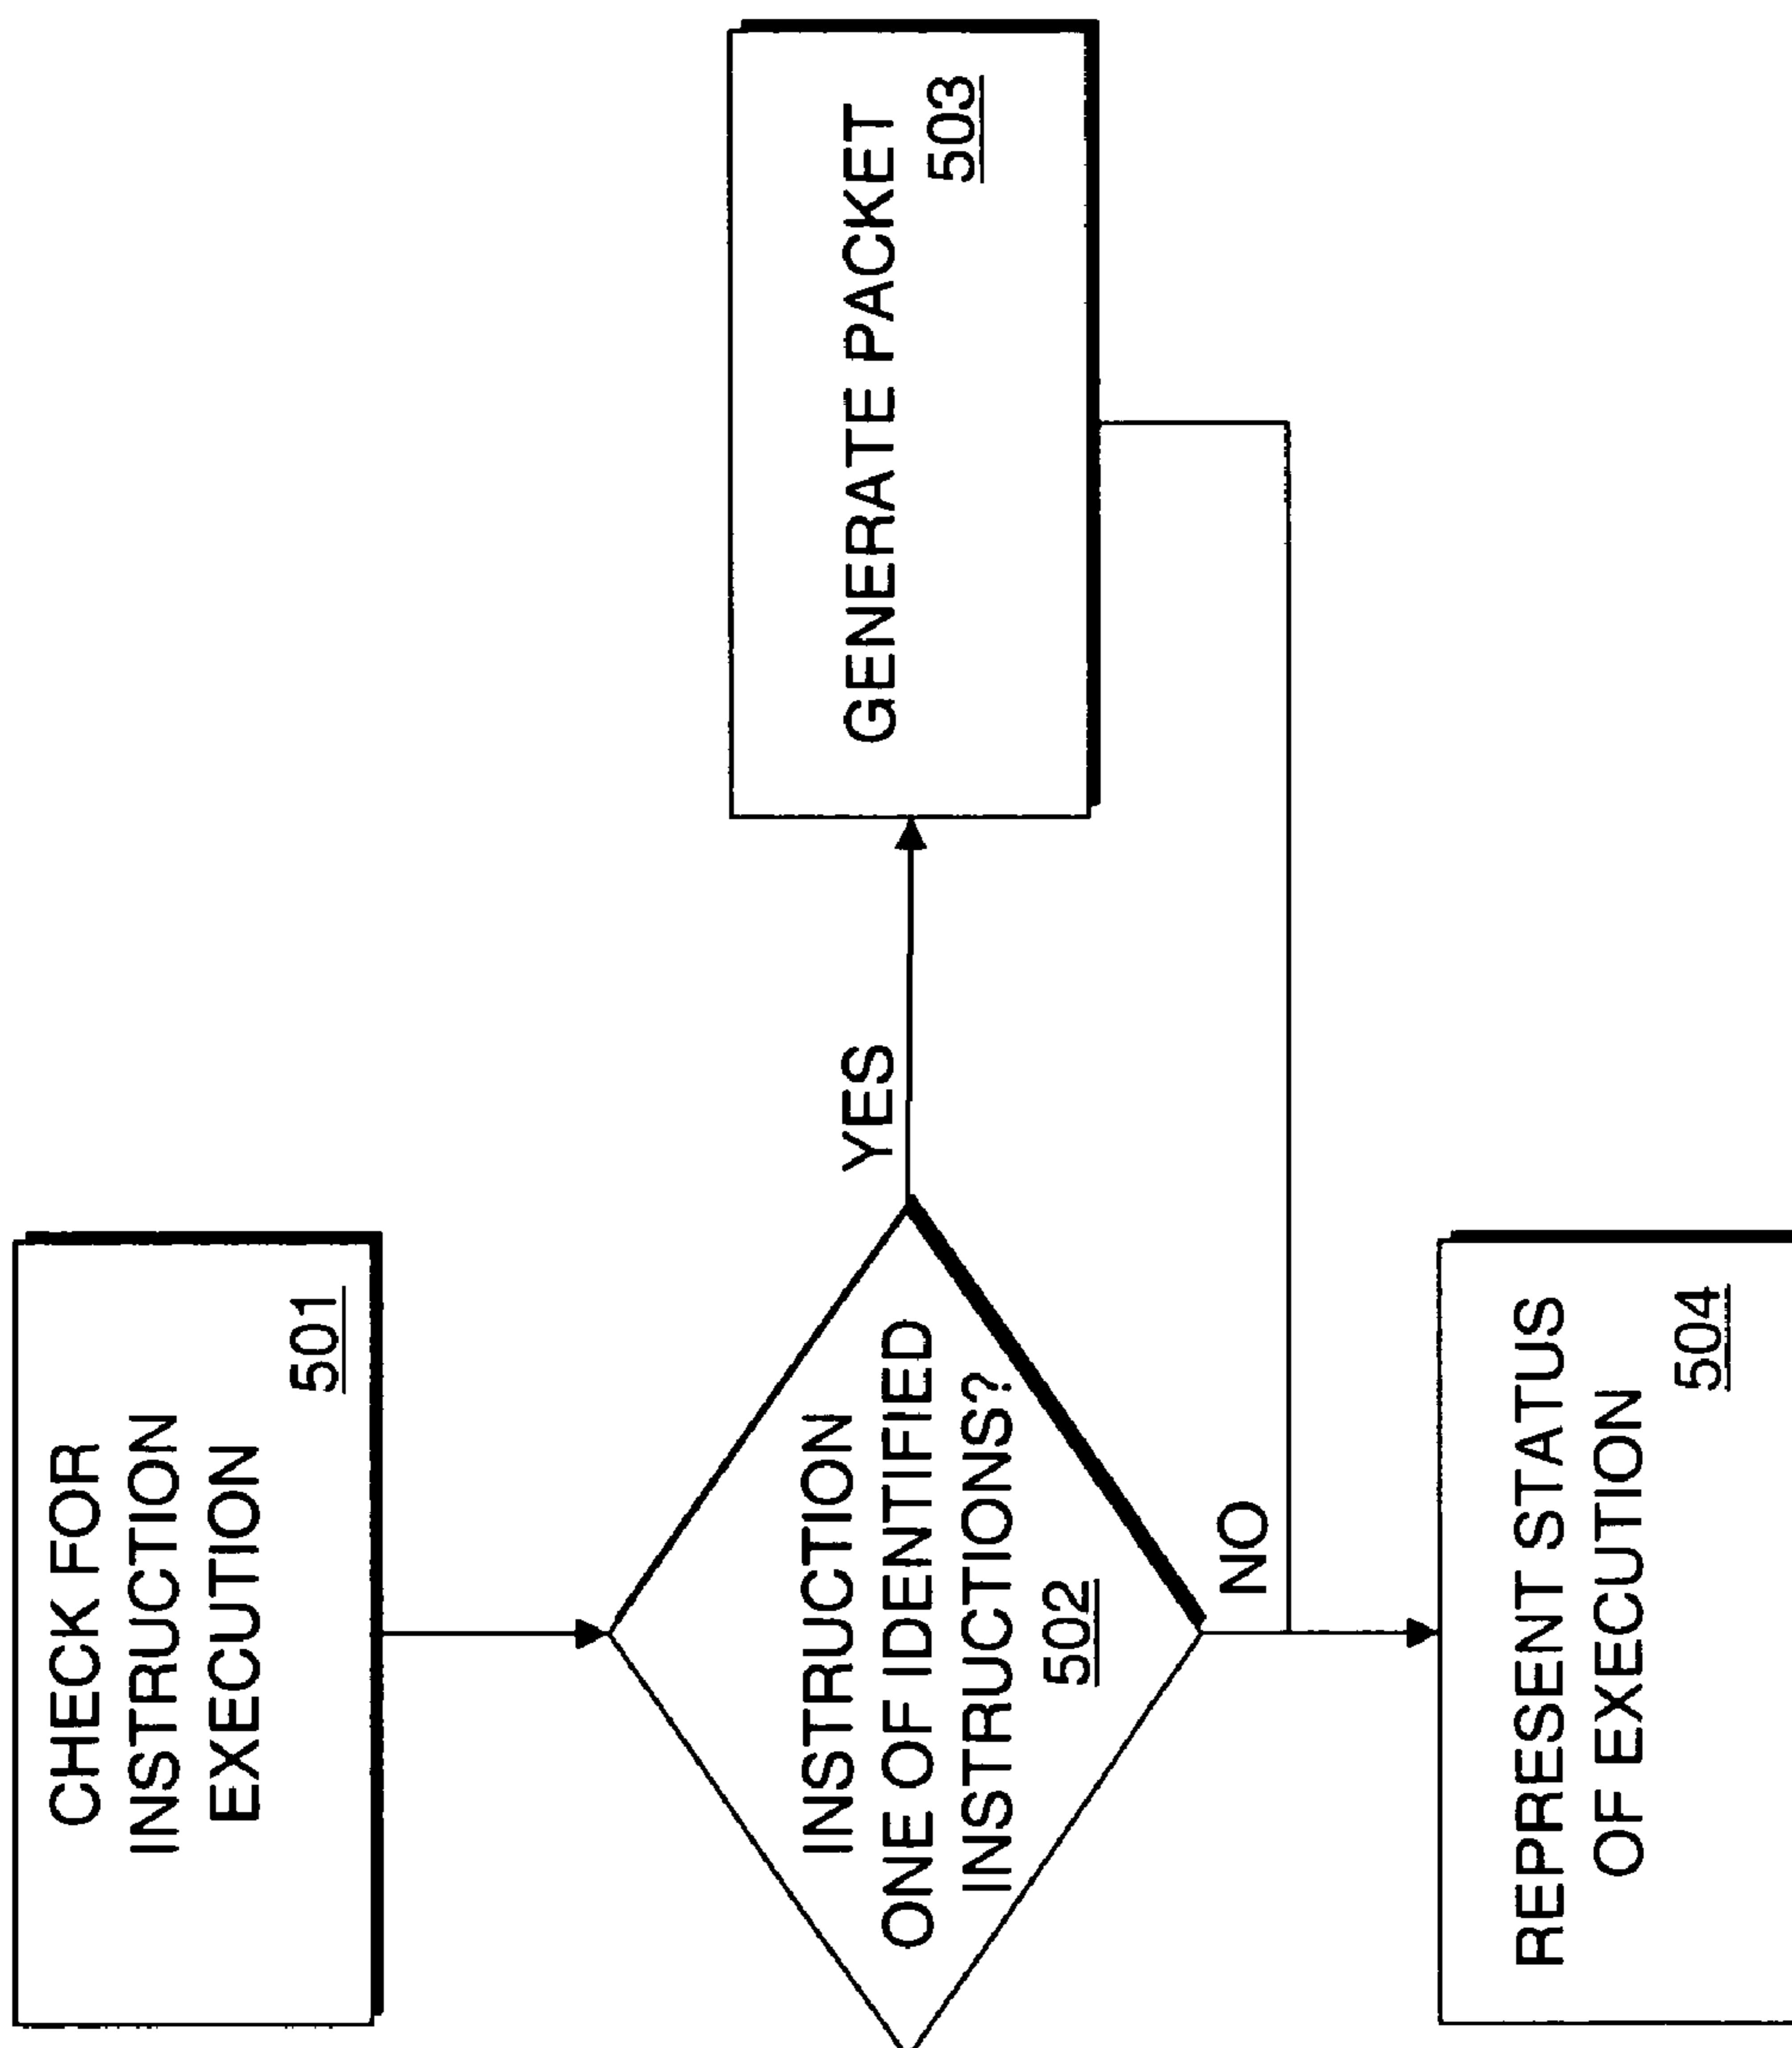 CHECK FOR
INSTRUCTION
EXECUTION
501
INSTRUCTION
ONE OF IDENTIFIED
INSTRUCTIONS?
502
YES
GENERATE PACKET
503
NO
REPRESENT STATUS
OF EXECUTION
504